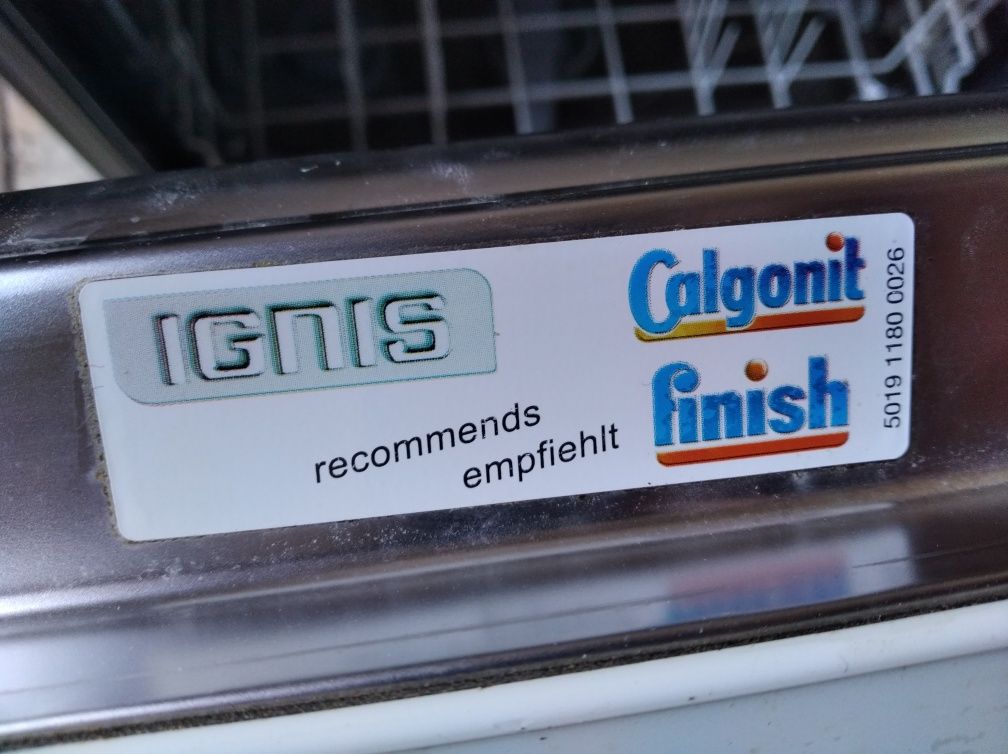 IGNIS
recommends
empfiehlt
Calgonit
finish
5019 1180 0026